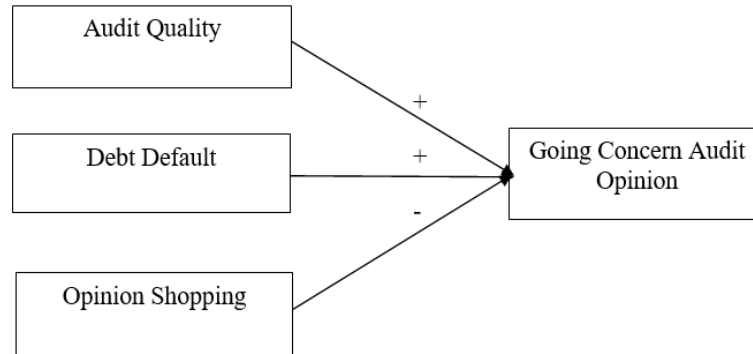 Audit Quality
+
Debt Default
+
Going Concern Audit
Opinion
-
Opinion Shopping